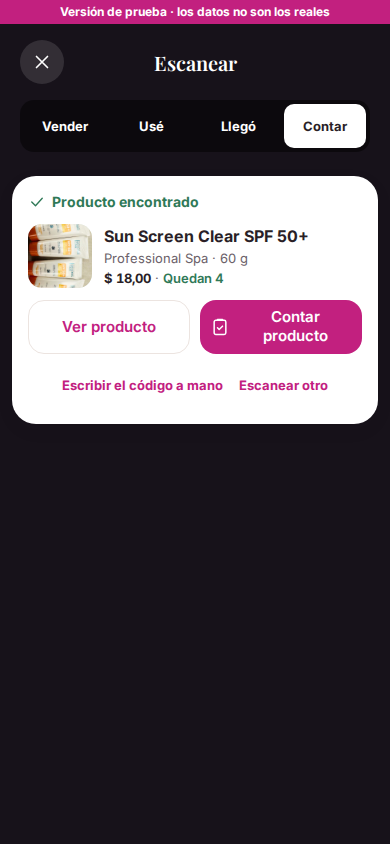 Versión de prueba · los datos no son los reales
Escanear
Vender
Usé
Llegó
Contar
Producto encontrado
Sun Screen Clear SPF 50+
Professional Spa · 60 g
$ 18,00 · Quedan 4
Ver producto
Contar
producto
Escribir el código a mano
Escanear otro